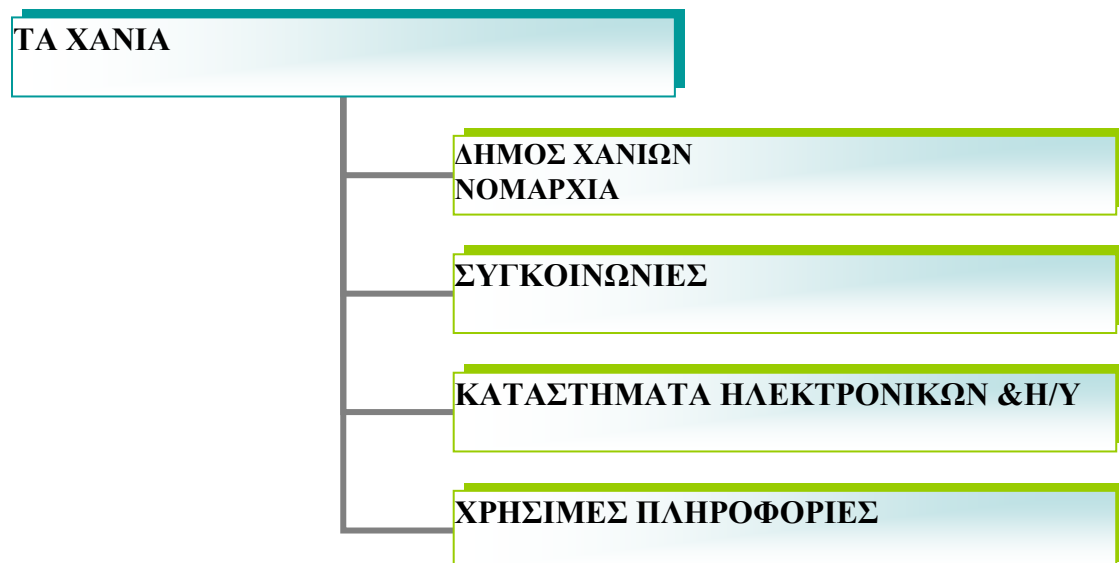 ΤΑ ΧΑΝΙΑ
ΔΗΜΟΣ ΧΑΝΙΩΝ
ΝΟΜΑΡΧΙΑ
ΣΥΓΚΟΙΝΩΝΙΕΣ
ΚΑΤΑΣΤΗΜΑΤΑ ΗΛΕΚΤΡΟΝΙΚΩΝ &Η/Υ
ΧΡΗΣΙΜΕΣ ΠΛΗΡΟΦΟΡΙΕΣ